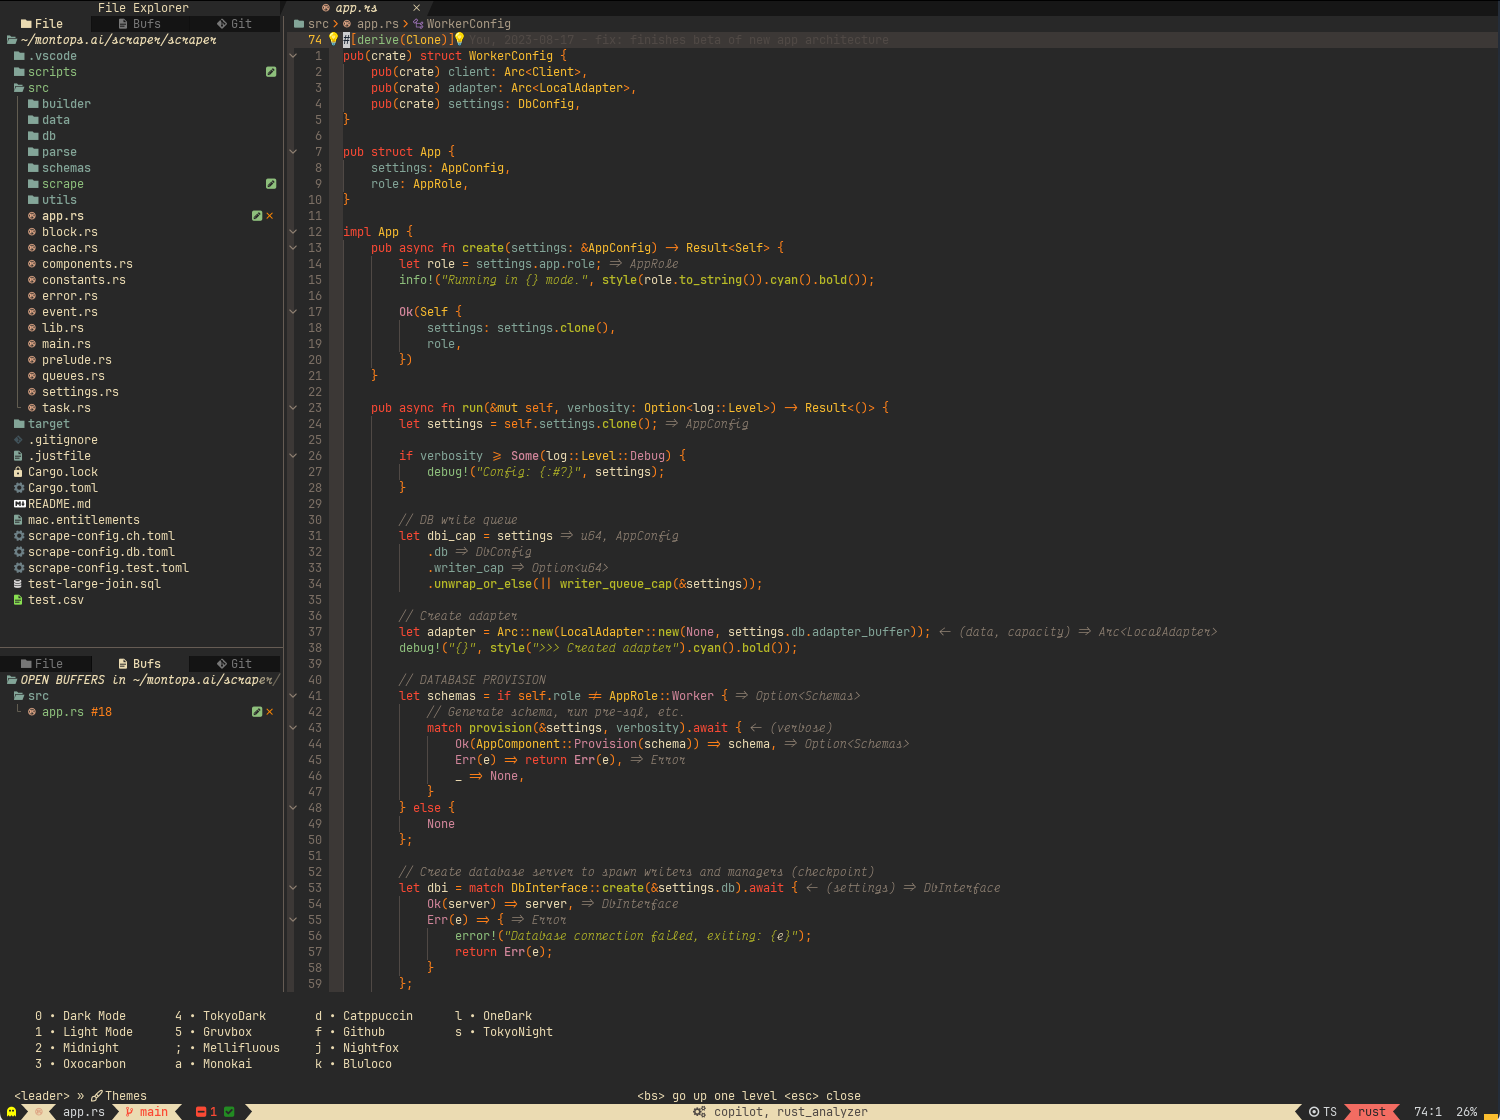 File Explorer
File Bufs Git
~/montops.ai/scraper/scraper
.vscode
scripts
src
builder
data
db
parse
schemas
scrape
utils
app.rs ×
block.rs
cache.rs
components.rs
constants.rs
error.rs
event.rs
lib.rs
main.rs
prelude.rs
queues.rs
settings.rs
task.rs
target
.gitignore
.justfile
Cargo.lock
Cargo.toml
README.md
mac.entitlements
scrape-config.ch.toml
scrape-config.db.toml
scrape-config.test.toml
test-large-join.sql
test.csv
File Bufs Git
OPEN BUFFERS in ~/montops.ai/scraper/
src
app.rs #18 ×
app.rs ×
src > app.rs > WorkerConfig
74 #[derive(Clone)] You, 2023-08-17 - fix: finishes beta of new app architecture
1 pub(crate) struct WorkerConfig {
2 pub(crate) client: Arc<Client>,
3 pub(crate) adapter: Arc<LocalAdapter>,
4 pub(crate) settings: DbConfig,
5 }
6
7 pub struct App {
8 settings: AppConfig,
9 role: AppRole,
10 }
11
12 impl App {
13 pub async fn create(settings: &AppConfig) -> Result<Self> {
14 let role = settings.app.role; => AppRole
15 info!("Running in {} mode.", style(role.to_string()).cyan().bold());
16
17 Ok(Self {
18 settings: settings.clone(),
19 role,
20 })
21 }
22
23 pub async fn run(&mut self, verbosity: Option<log::Level>) -> Result<()> {
24 let settings = self.settings.clone(); => AppConfig
25
26 if verbosity >= Some(log::Level::Debug) {
27 debug!("Config: {:#?}", settings);
28 }
29
30 // DB write queue
31 let dbi_cap = settings => u64, AppConfig
32 .db => DbConfig
33 .writer_cap => Option<u64>
34 .unwrap_or_else(|| writer_queue_cap(&settings));
35
36 // Create adapter
37 let adapter = Arc::new(LocalAdapter::new(None, settings.db.adapter_buffer)); <- (data, capacity) => Arc<LocalAdapter>
38 debug!("{}", style(">>> Created adapter").cyan().bold());
39
40 // DATABASE PROVISION
41 let schemas = if self.role != AppRole::Worker { => Option<Schemas>
42 // Generate schema, run pre-sql, etc.
43 match provision(&settings, verbosity).await { <- (verbose)
44 Ok(AppComponent::Provision(schema)) => schema, => Option<Schemas>
45 Err(e) => return Err(e), => Error
46 _ => None,
47 }
48 } else {
49 None
50 };
51
52 // Create database server to spawn writers and managers (checkpoint)
53 let dbi = match DbInterface::create(&settings.db).await { <- (settings) => DbInterface
54 Ok(server) => server, => DbInterface
55 Err(e) => { => Error
56 error!("Database connection failed, exiting: {e}");
57 return Err(e);
58 }
59 };
0 • Dark Mode 4 • TokyoDark d • Catppuccin l • OneDark
1 • Light Mode 5 • Gruvbox f • Github s • TokyoNight
2 • Midnight ; • Mellifluous j • Nightfox
3 • Oxocarbon a • Monokai k • Bluloco
<leader> » Themes <bs> go up one level <esc> close
app.rs main 1 copilot, rust_analyzer TS rust 74:1 26%